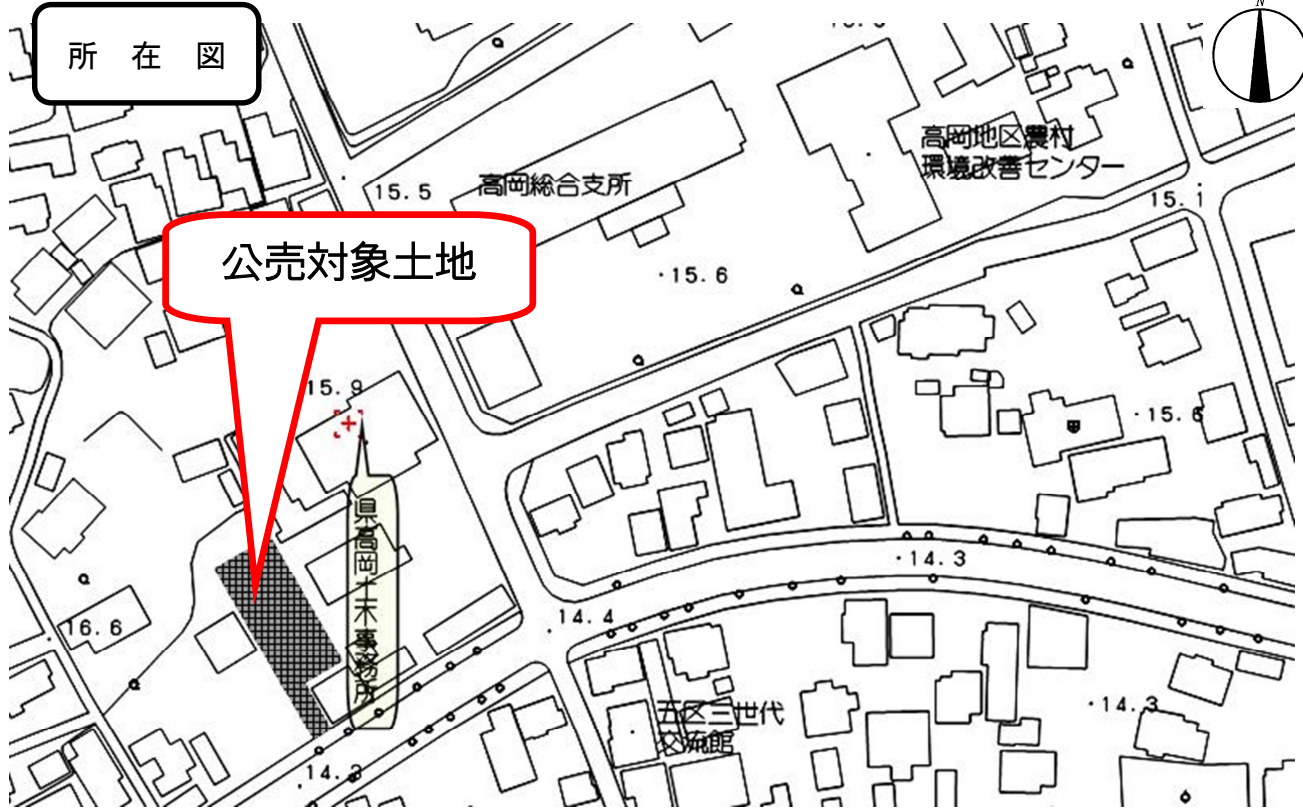 N
所 在 図
高岡地区農村
環境改善センター
15.5
高岡総合支所
15.1
公売対象土地
・15.6
15.9
・15.6
県高岡土木事務所
・14.3
・14.4
・16.6
五区三世代
交流館
・14.3
・14.3